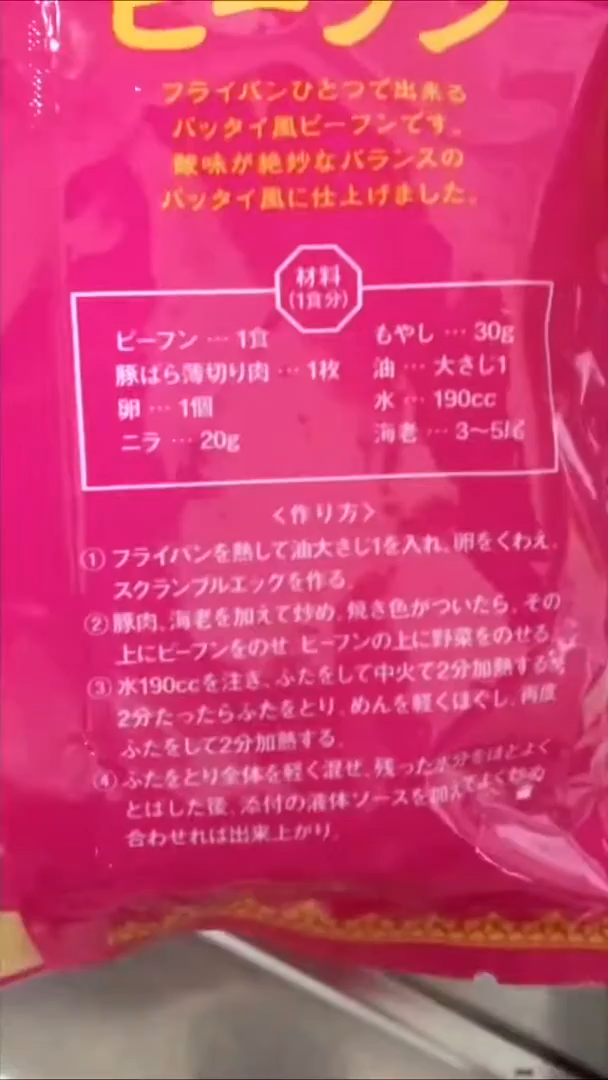 ビーフン
フライパンひとつで出来る
パッタイ風ビーフンです。
酸味が絶妙なバランスの
パッタイ風に仕上げました。
材料
(1食分)
ビーフン … 1食
豚ばら薄切り肉 … 1枚
卵 … 1個
ニラ … 20g
もやし … 30g
油 … 大さじ1
水 … 190cc
海老 … 3〜5尾
<作り方>
① フライパンを熱して油大さじ1を入れ、卵をくわえ、
スクランブルエッグを作る。
② 豚肉、海老を加えて炒め、焼き色がついたら、その
上にビーフンをのせ ビーフンの上に野菜をのせる。
③ 水190ccを注ぎ、ふたをして中火で2分加熱する。
2分たったらふたをとり、めんを軽くほぐし、再度
ふたをして2分加熱する。
④ ふたをとり全体を軽く混ぜ、残った水分をほどよく
とばした後、添付の液体ソースを加えてよく炒め
合わせれば出来上がり。